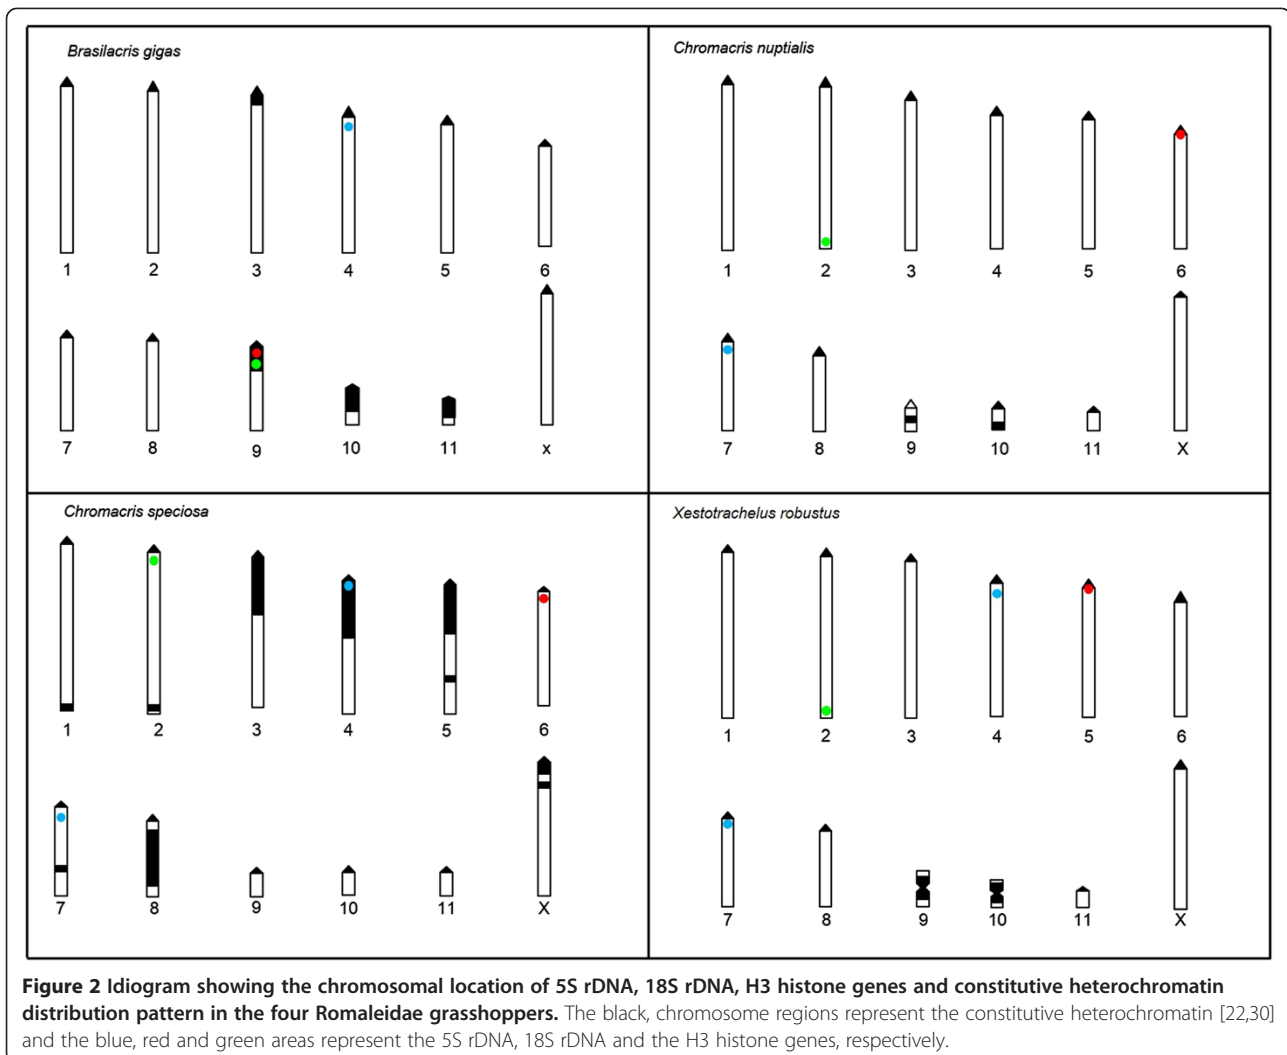 Brasilacris gigas
1 2 3 4 5 6
7 8 9 10 11 x
Chromacris nuptialis
1 2 3 4 5 6
7 8 9 10 11 X
Chromacris speciosa
1 2 3 4 5 6
7 8 9 10 11 X
Xestotrachelus robustus
1 2 3 4 5 6
7 8 9 10 11 X
Figure 2 Idiogram showing the chromosomal location of 5S rDNA, 18S rDNA, H3 histone genes and constitutive heterochromatin
distribution pattern in the four Romaleidae grasshoppers. The black, chromosome regions represent the constitutive heterochromatin [22,30]
and the blue, red and green areas represent the 5S rDNA, 18S rDNA and the H3 histone genes, respectively.